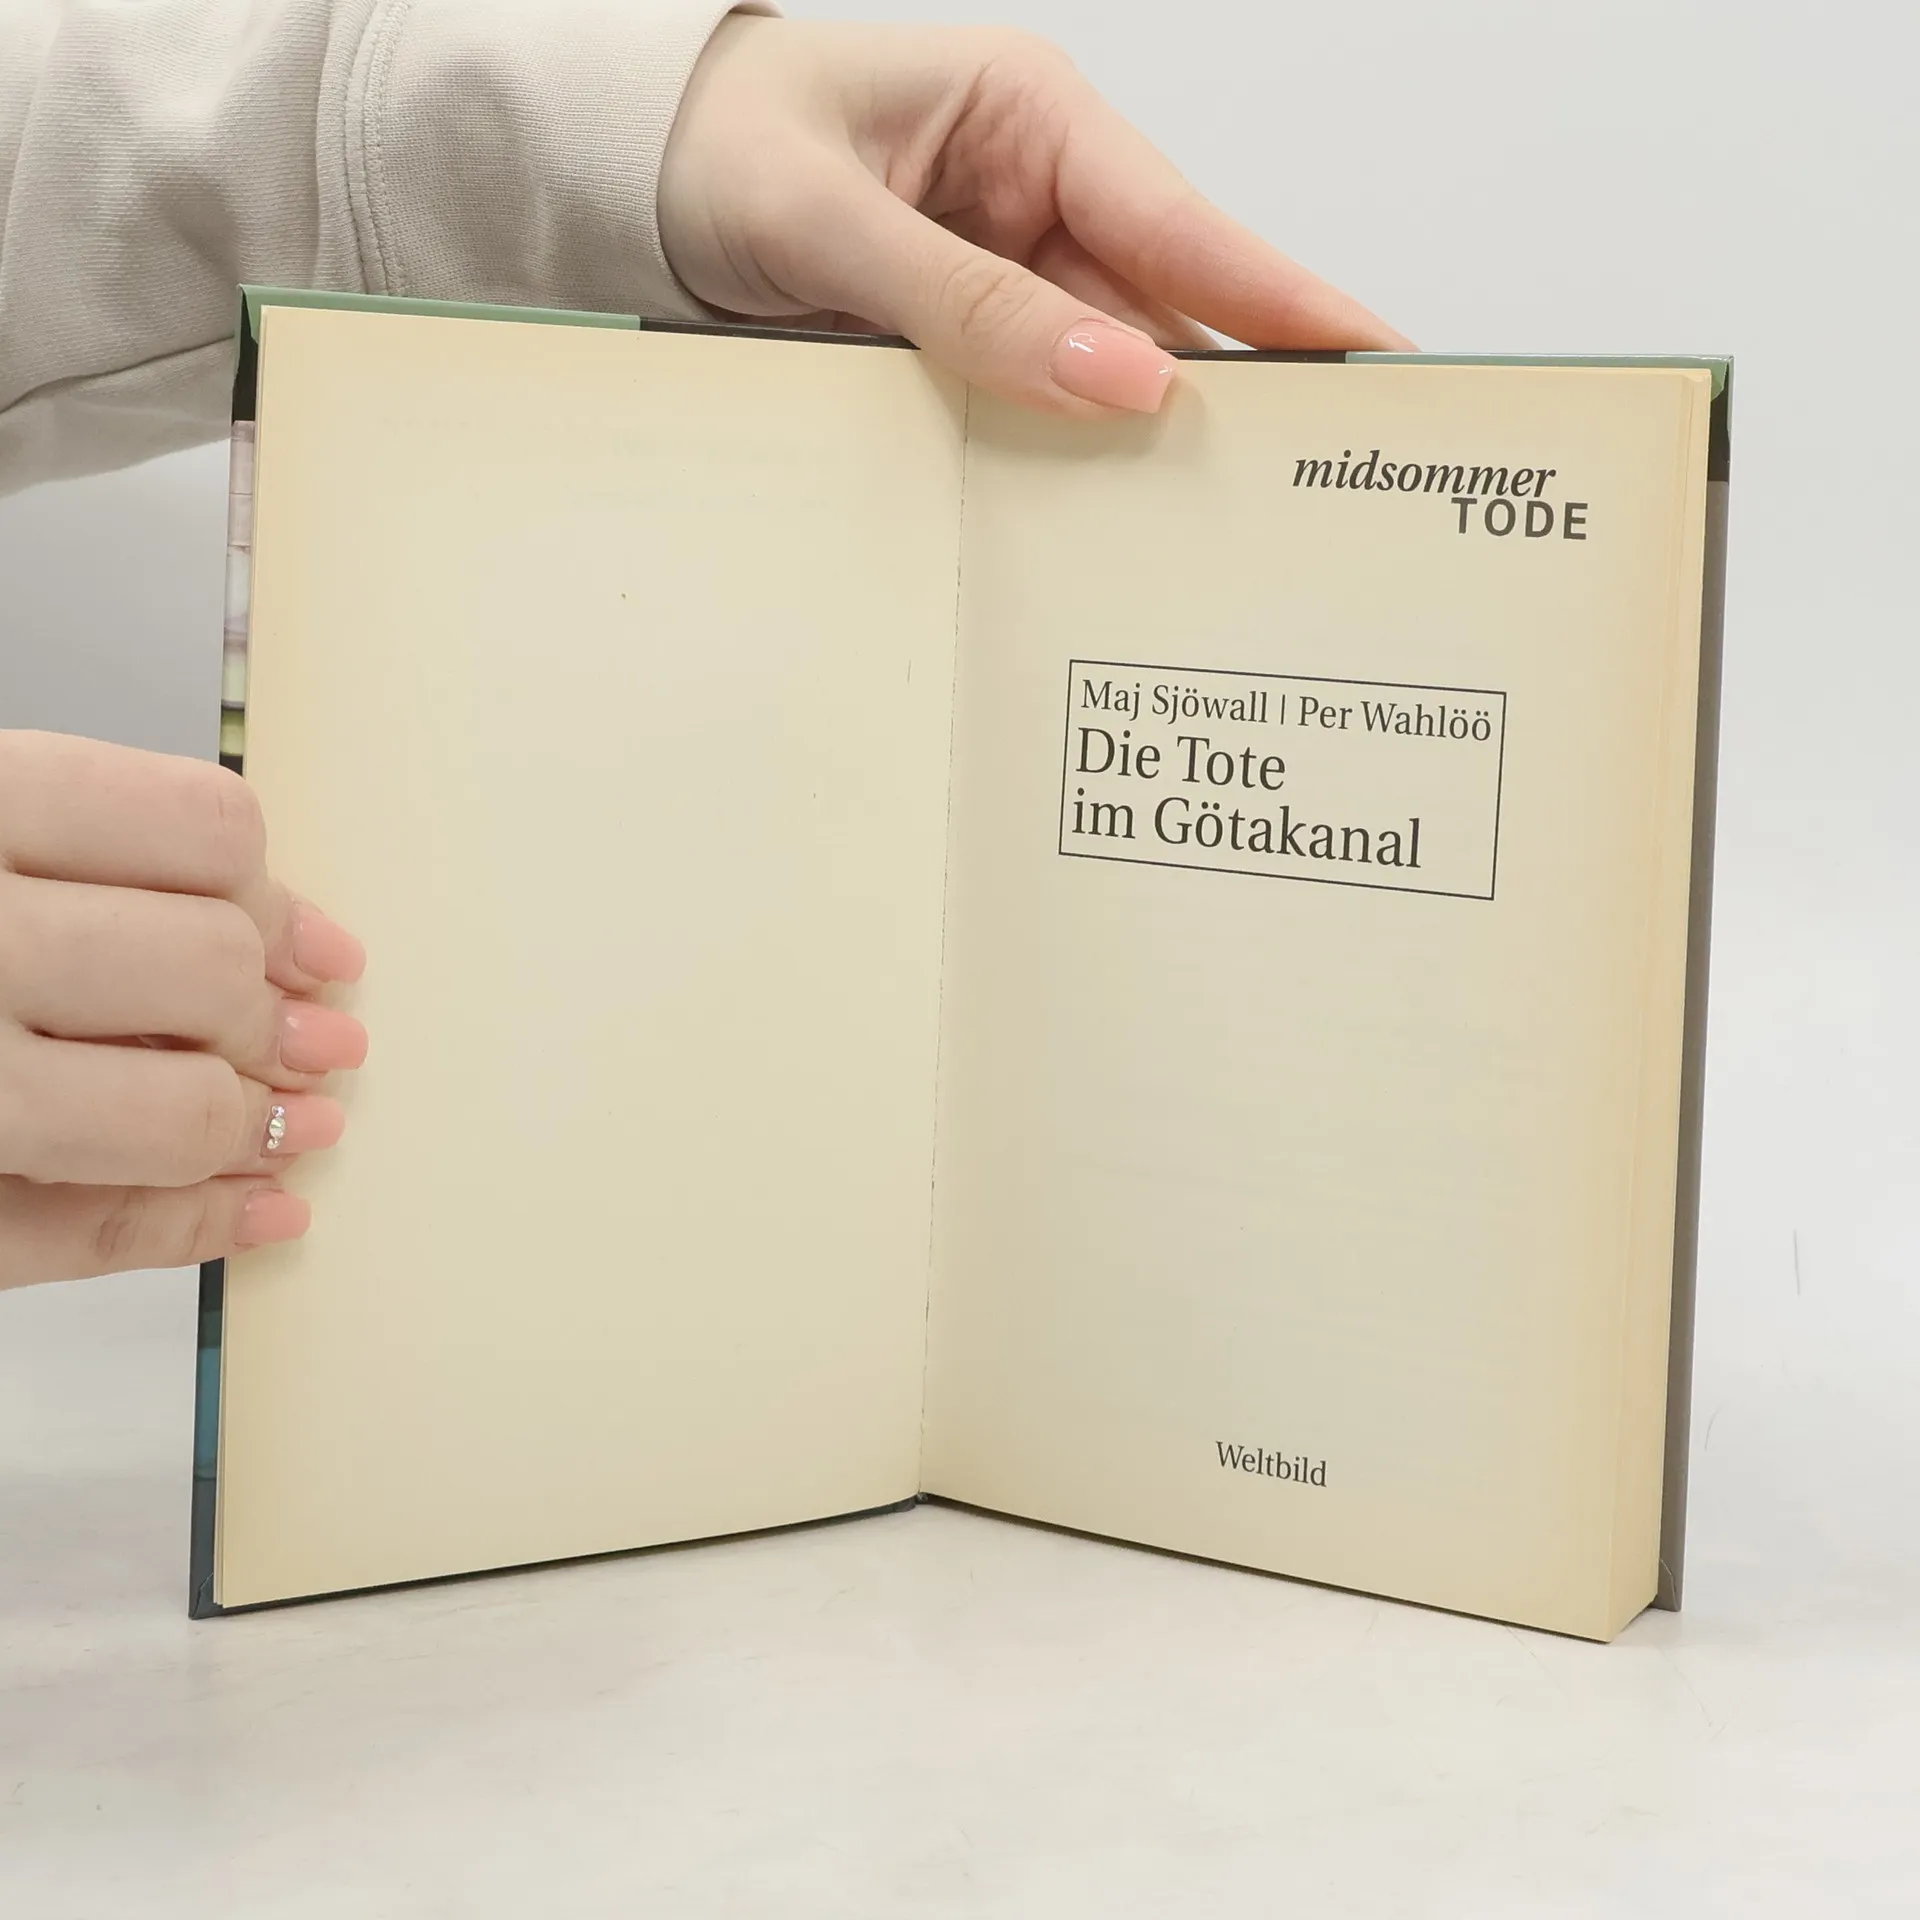 midsommer
TODE
Maj Sjöwall | Per Wahlöö
Die Tote
im Götakanal
Weltbild